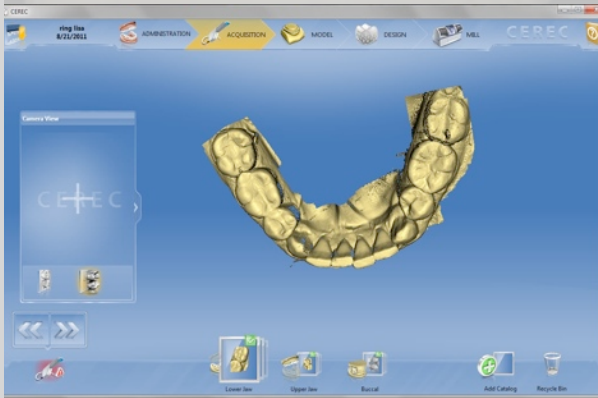 CEREC
ring lisa
8/21/2011
ADMINISTRATION
ACQUISITION
MODEL
DESIGN
MILL
CEREC
Camera View
CEREC
Lower Jaw
Upper Jaw
Buccal
Add Catalog
Recycle Bin